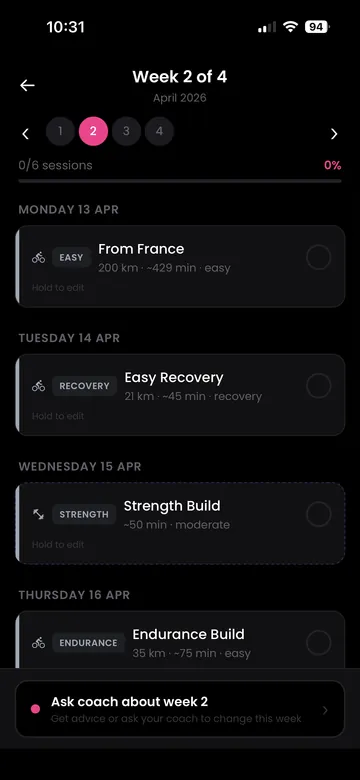 10:31
94
Week 2 of 4
April 2026
1 2 3 4
0/6 sessions 0%
MONDAY 13 APR
EASY From France
200 km · ~429 min · easy
Hold to edit
TUESDAY 14 APR
RECOVERY Easy Recovery
21 km · ~45 min · recovery
Hold to edit
WEDNESDAY 15 APR
STRENGTH Strength Build
~50 min · moderate
Hold to edit
THURSDAY 16 APR
ENDURANCE Endurance Build
35 km · ~75 min · easy
Ask coach about week 2
Get advice or ask your coach to change this week